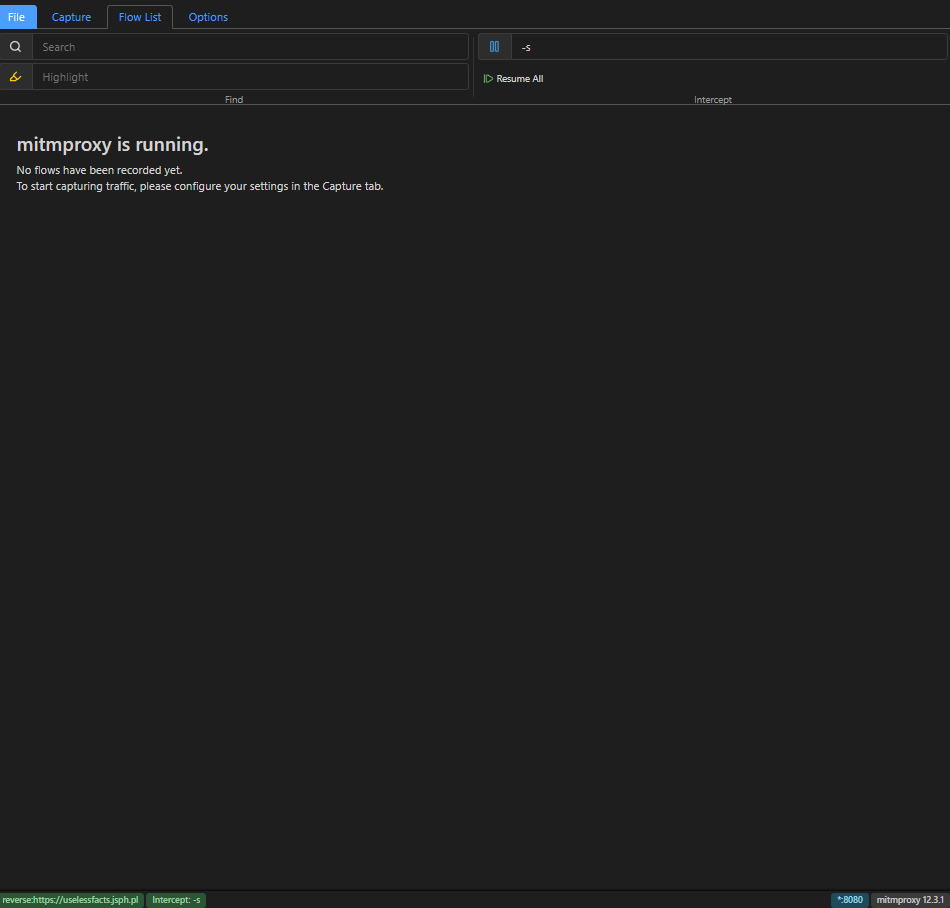 File Capture Flow List Options
Search
-s
Highlight
Resume All
Find
Intercept
mitmproxy is running.
No flows have been recorded yet.
To start capturing traffic, please configure your settings in the Capture tab.
reverse:https://uselessfacts.jsph.pl Intercept: -s *:8080 mitmproxy 12.3.1